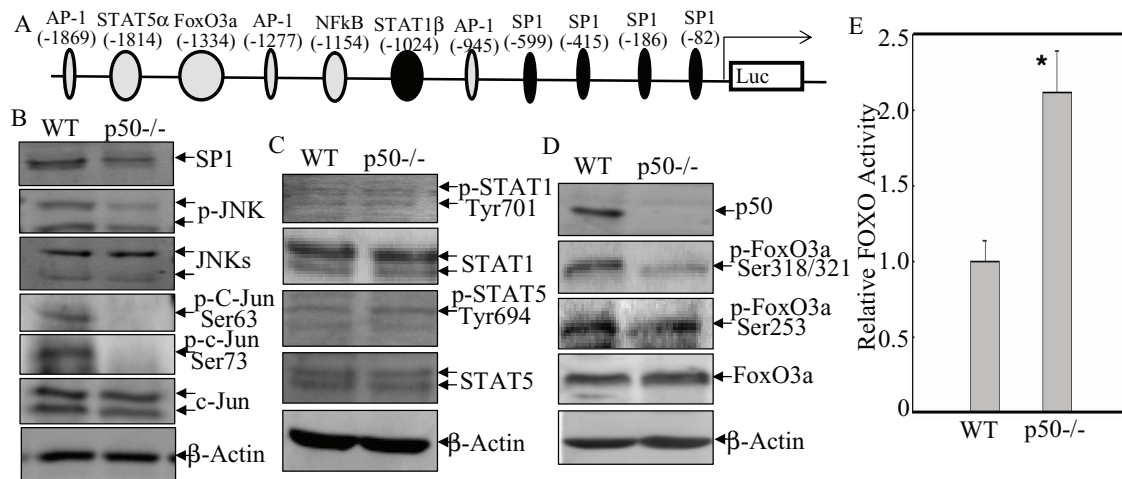 A
AP-1 STAT5α FoxO3a AP-1 NFkB STAT1β AP-1 SP1 SP1 SP1 SP1
(-1869) (-1814) (-1334) (-1277) (-1154) (-1024) (-945) (-599) (-415) (-186) (-82)
Luc
B
WT p50-/-
SP1
p-JNK
JNKs
p-C-Jun
Ser63
p-c-Jun
Ser73
c-Jun
β-Actin
C
WT p50-/-
p-STAT1
Tyr701
STAT1
p-STAT5
Tyr694
STAT5
β-Actin
D
WT p50-/-
p50
p-FoxO3a
Ser318/321
p-FoxO3a
Ser253
FoxO3a
β-Actin
E
Relative FOXO Activity
2.5
2.0
1.5
1.0
0.5
0
*
WT p50-/-